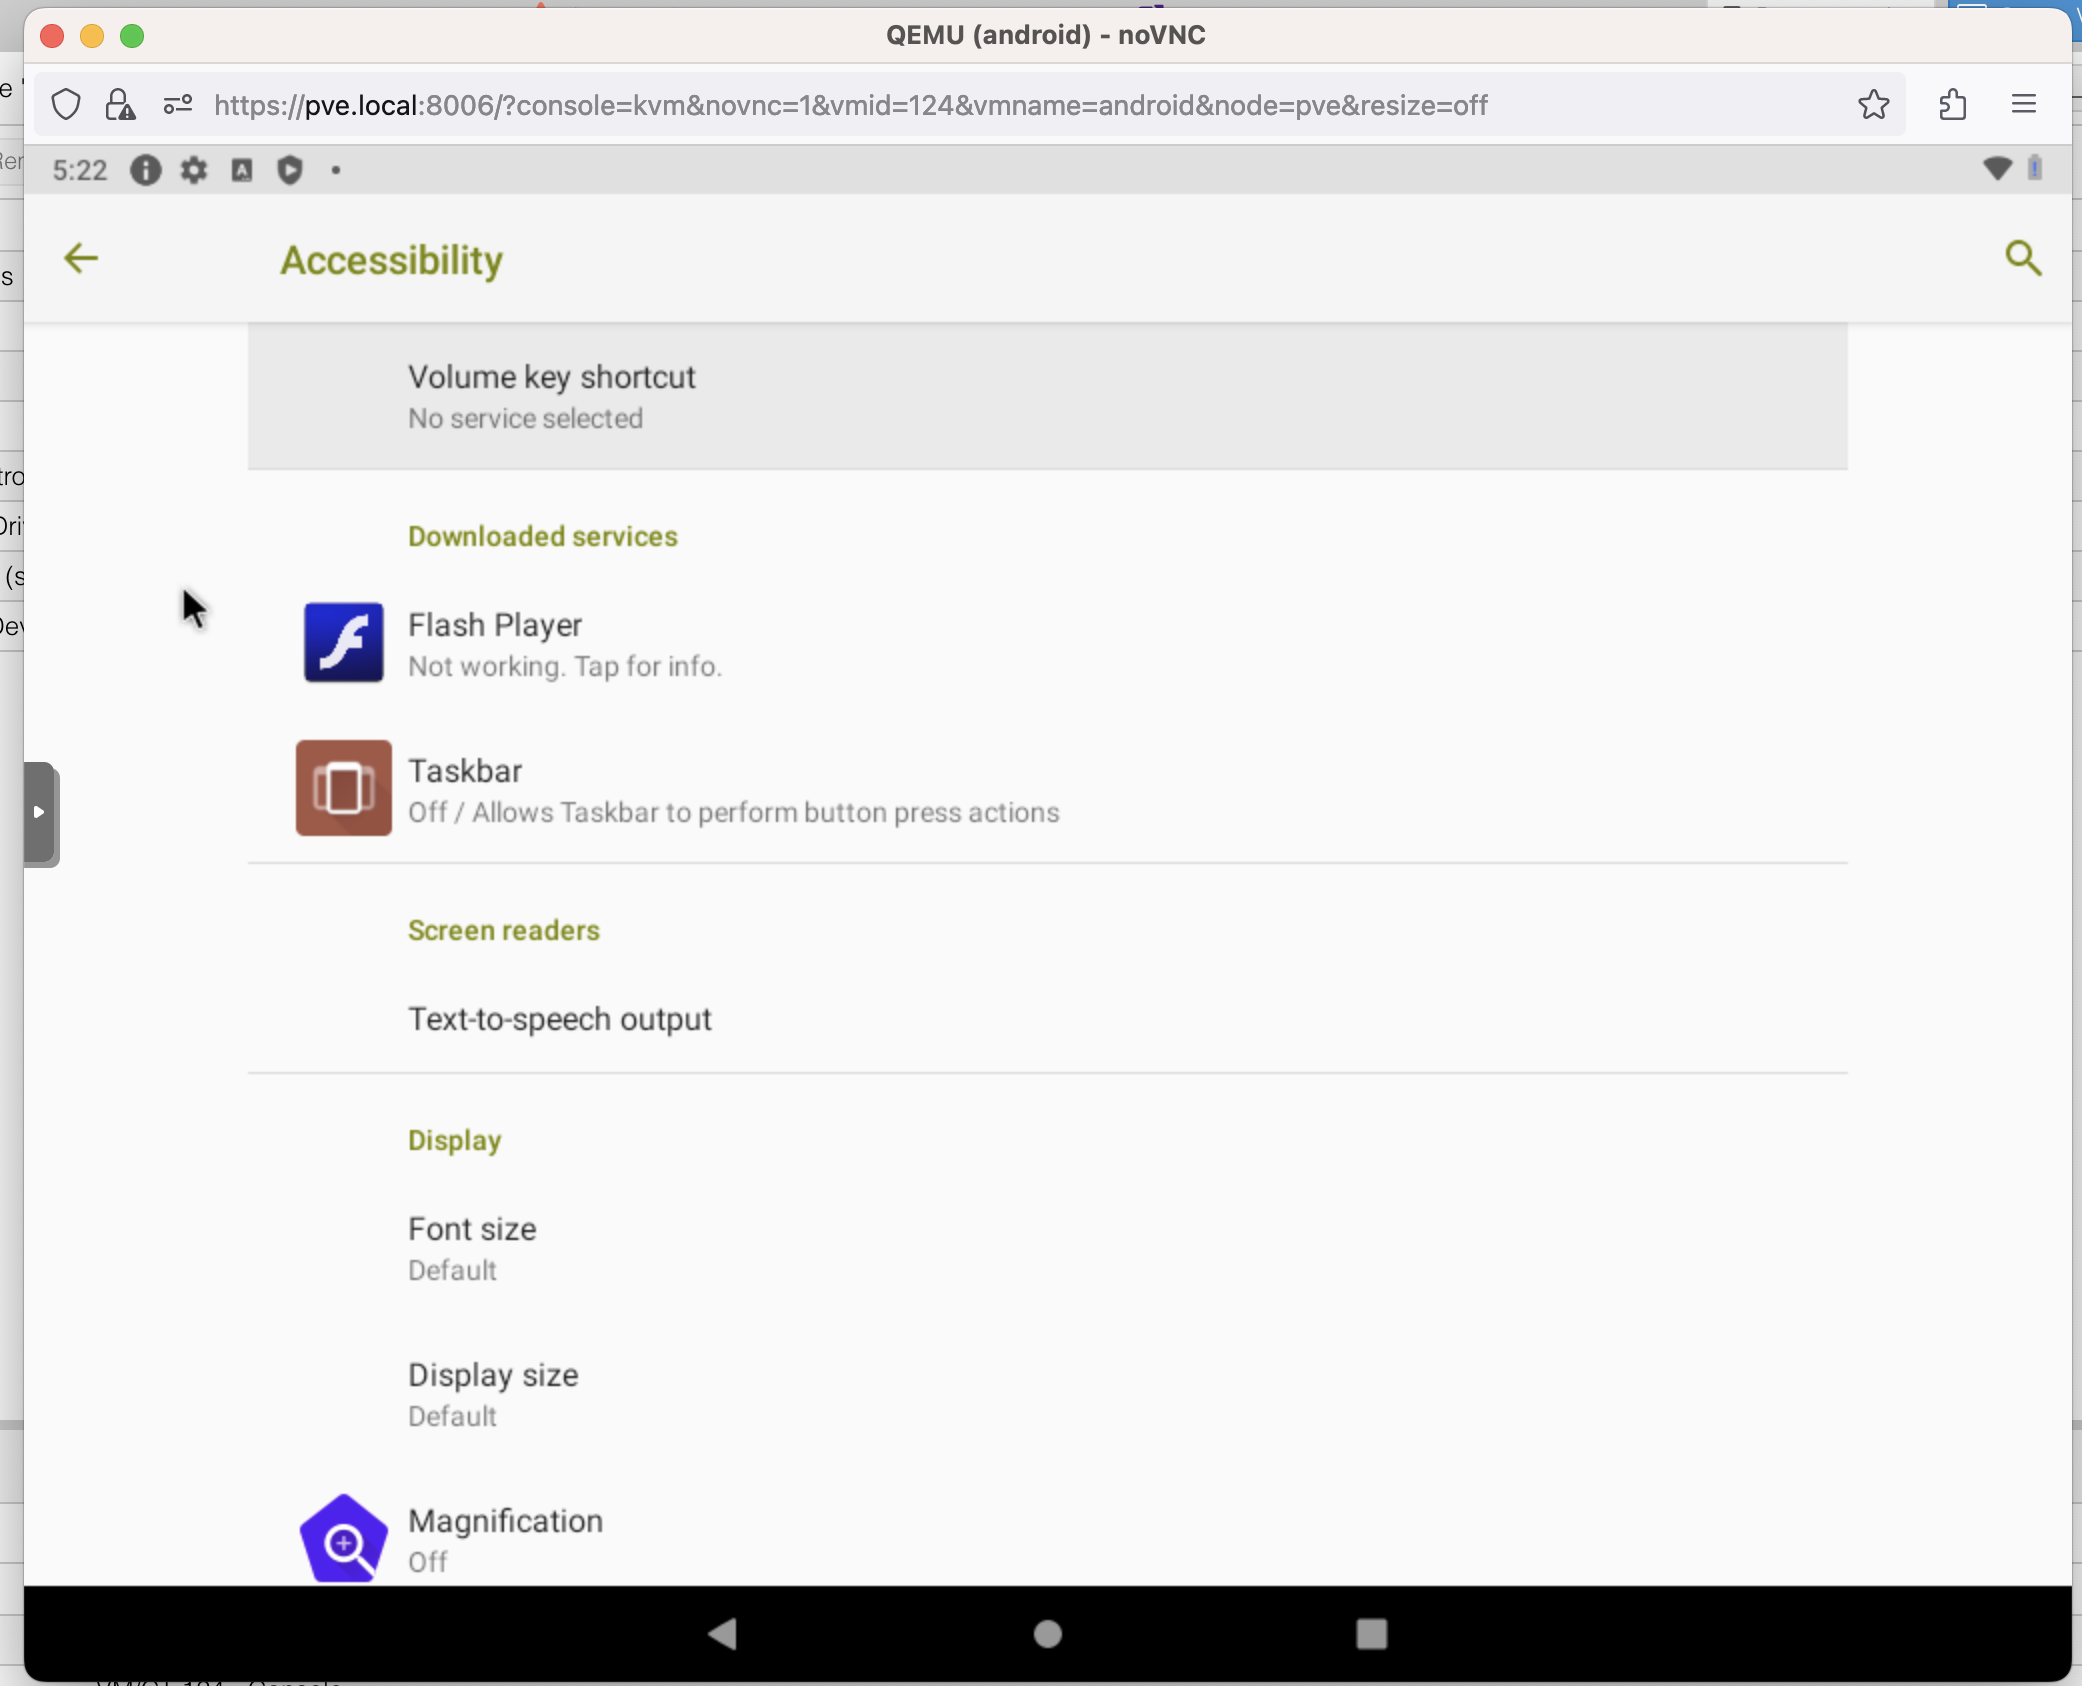 QEMU (android) - noVNC
https://pve.local:8006/?console=kvm&novnc=1&vmid=124&vmname=android&node=pve&resize=off
5:22
Accessibility
Volume key shortcut
No service selected
Downloaded services
Flash Player
Not working. Tap for info.
Taskbar
Off / Allows Taskbar to perform button press actions
Screen readers
Text-to-speech output
Display
Font size
Default
Display size
Default
Magnification
Off